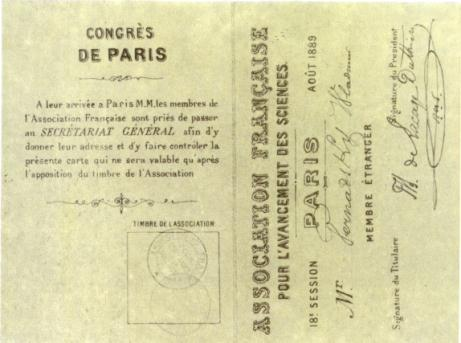 CONGRÈS
DE PARIS
A leur arrivée a Paris M.M. les membres de
l'Association Française sont priés de passer
au SECRÉTARIAT GÉNÉRAL afin d'y
donner leur adresse et d'y faire contrôler la
présente carte qui ne sera valable qu'après
l'apposition du timbre de l'Association
TIMBRE DE L'ASSOCIATION
ASSOCIATION FRANÇAISE
POUR L'AVANCEMENT DES SCIENCES.
18e SESSION PARIS AOÛT 1889
Mr. Vernadsky Wladimir
MEMBRE ÉTRANGER
Signature du Titulaire
Signature du Président
de Lacaze Duthiers